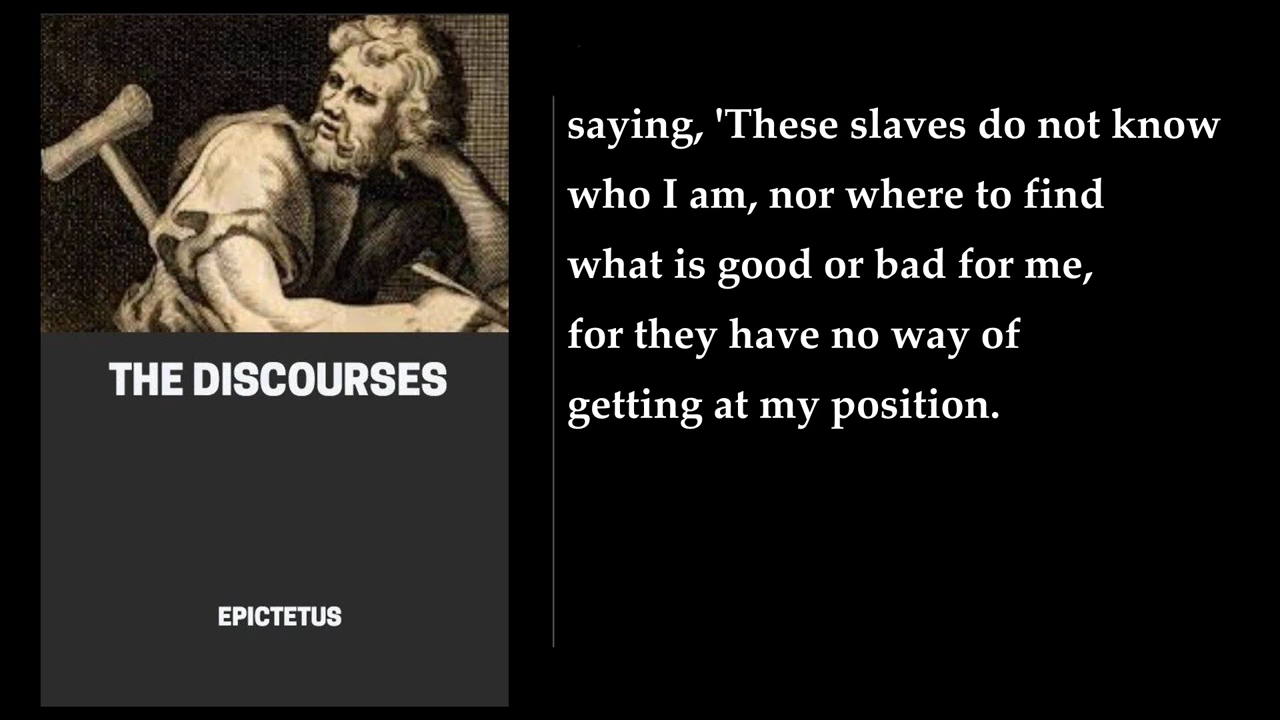 THE DISCOURSES
EPICTETUS
saying, 'These slaves do not know
who I am, nor where to find
what is good or bad for me,
for they have no way of
getting at my position.